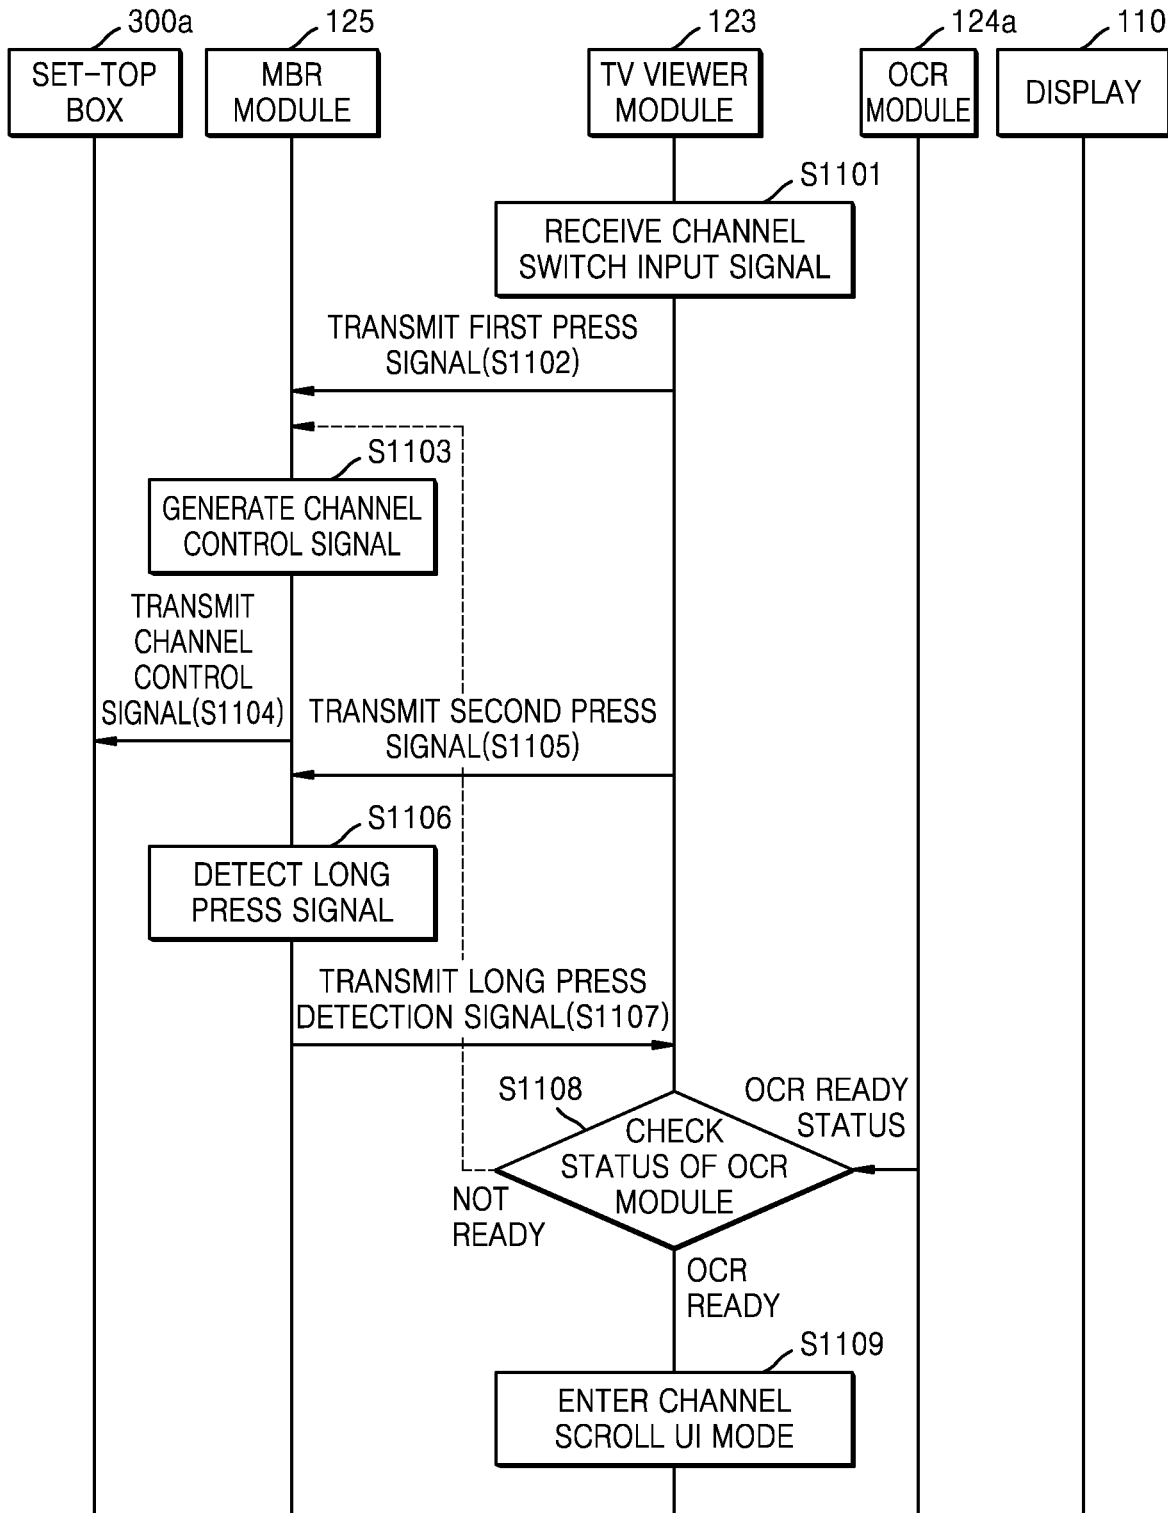 300a
125
123
124a
110
SET-TOP
BOX
MBR
MODULE
TV VIEWER
MODULE
OCR
MODULE
DISPLAY
S1101
RECEIVE CHANNEL
SWITCH INPUT SIGNAL
TRANSMIT FIRST PRESS
SIGNAL(S1102)
S1103
GENERATE CHANNEL
CONTROL SIGNAL
TRANSMIT
CHANNEL
CONTROL
SIGNAL(S1104)
TRANSMIT SECOND PRESS
SIGNAL(S1105)
S1106
DETECT LONG
PRESS SIGNAL
TRANSMIT LONG PRESS
DETECTION SIGNAL(S1107)
S1108
OCR READY
STATUS
CHECK
STATUS OF OCR
MODULE
NOT
READY
OCR
READY
S1109
ENTER CHANNEL
SCROLL UI MODE